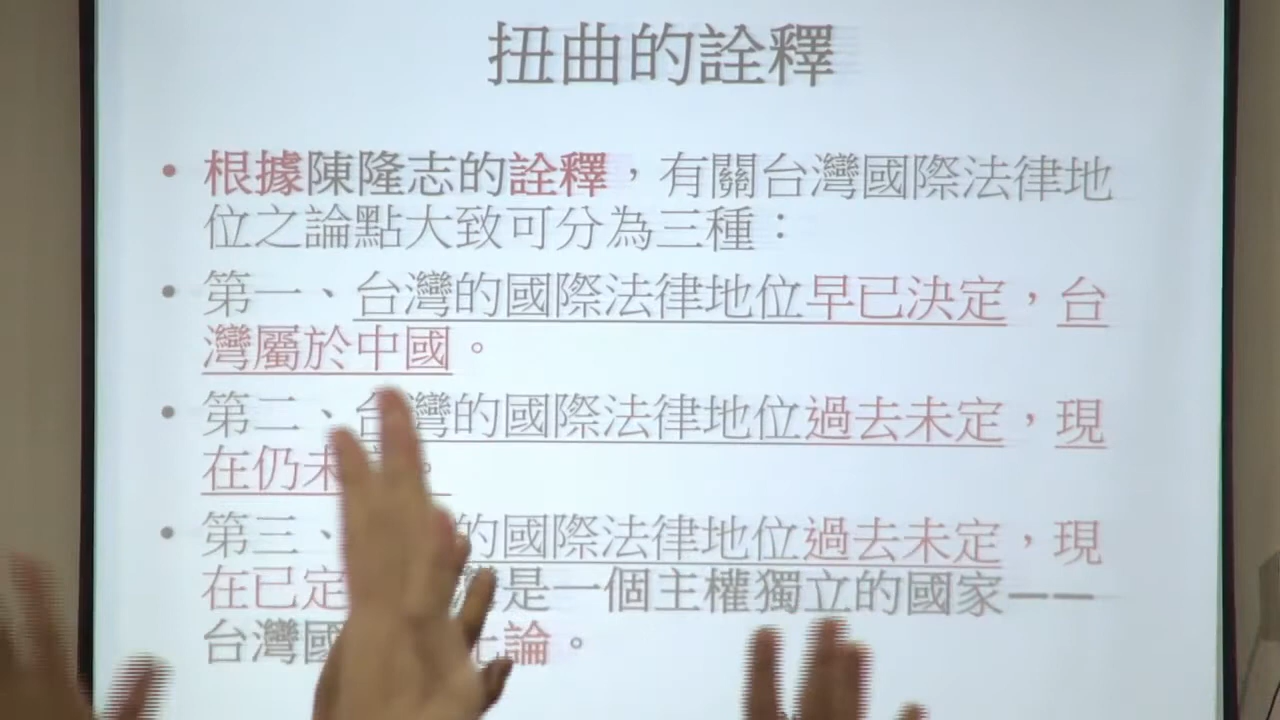 扭曲的詮釋
• 根據陳隆志的詮釋，有關台灣國際法律地
位之論點大致可分為三種：
• 第一、台灣的國際法律地位早已決定，台
灣屬於中國。
• 第二、台灣的國際法律地位過去未定，現
在仍未。
• 第三、的國際法律地位過去未定，現
在已定是一個主權獨立的國家——
台灣國論。